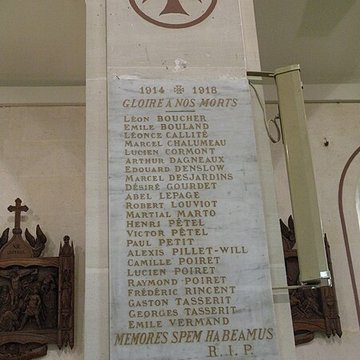 1914 ✠ 1918
GLOIRE A NOS MORTS
LÉON BOUCHER
EMILE BOULAND
LÉONCE CALLITÉ
MARCEL CHALUMEAU
LUCIEN CORMONT
ARTHUR DAGNEAUX
EDOUARD DENSLOW
MARCEL DESJARDINS
DÉSIRÉ GOURDET
ABEL LEPAGE
ROBERT LOUVIOT
MARTIAL MARTO
HENRI PÉTEL
VICTOR PÉTEL
PAUL PETIT
ALEXIS PILLET-WILL
CAMILLE POIRET
LUCIEN POIRET
RAYMOND POIRET
FRÉDÉRIC RINCENT
GASTON TASSERIT
GEORGES TASSERIT
EMILE VERMAND
MEMORES SPEM HABEAMUS
R.I.P.